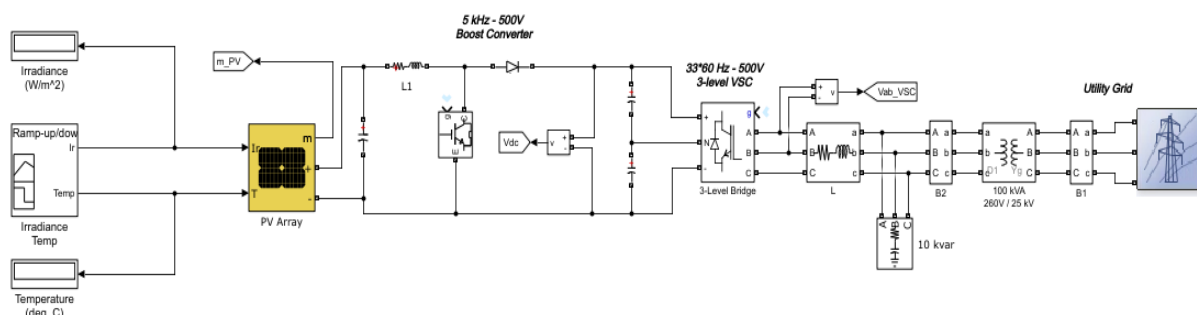 5 kHz - 500V
Boost Converter
Irradiance
(W/m^2)
m_PV
L1
33*60 Hz - 500V
3-level VSC
+
-
v
Vab_VSC
Utility Grid
Ramp-up/dow
Ir
Temp
Irradiance
Temp
Ir
T
m
+
-
PV Array
g
C
E
Vdc
v
+
-
+
N
-
g
A
B
C
3-Level Bridge
A
B
C
a
b
c
L
A
B
C
a
b
c
B2
A
B
C
a
b
c
D1
Yg
100 kVA
260V / 25 kV
A
B
C
a
b
c
B1
A
B
C
10 kvar
Temperature
(deg. C)